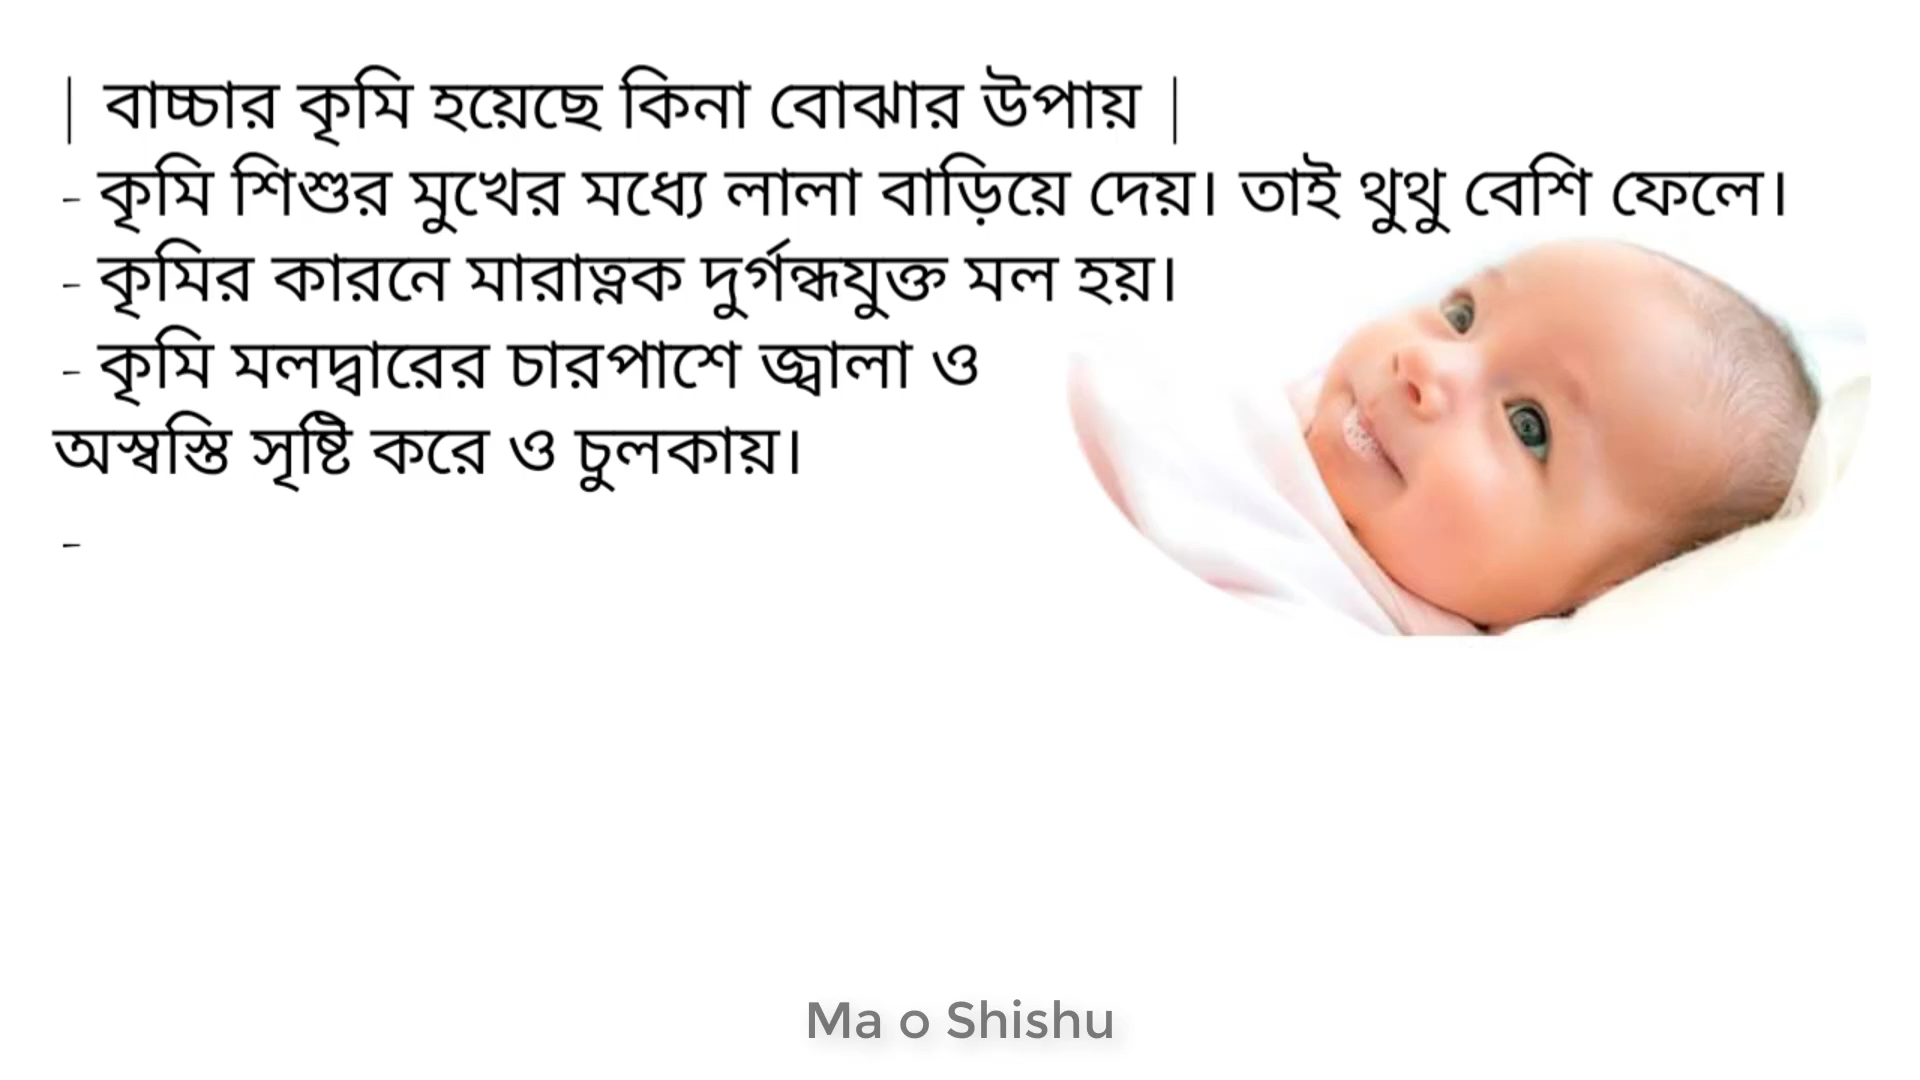 | বাচ্চার কৃমি হয়েছে কিনা বোঝার উপায় |
- কৃমি শিশুর মুখের মধ্যে লালা বাড়িয়ে দেয়। তাই থুথু বেশি ফেলে।
- কৃমির কারনে মারাত্নক দুর্গন্ধযুক্ত মল হয়।
- কৃমি মলদ্বারের চারপাশে জ্বালা ও
অস্বস্তি সৃষ্টি করে ও চুলকায়।
-
Ma o Shishu